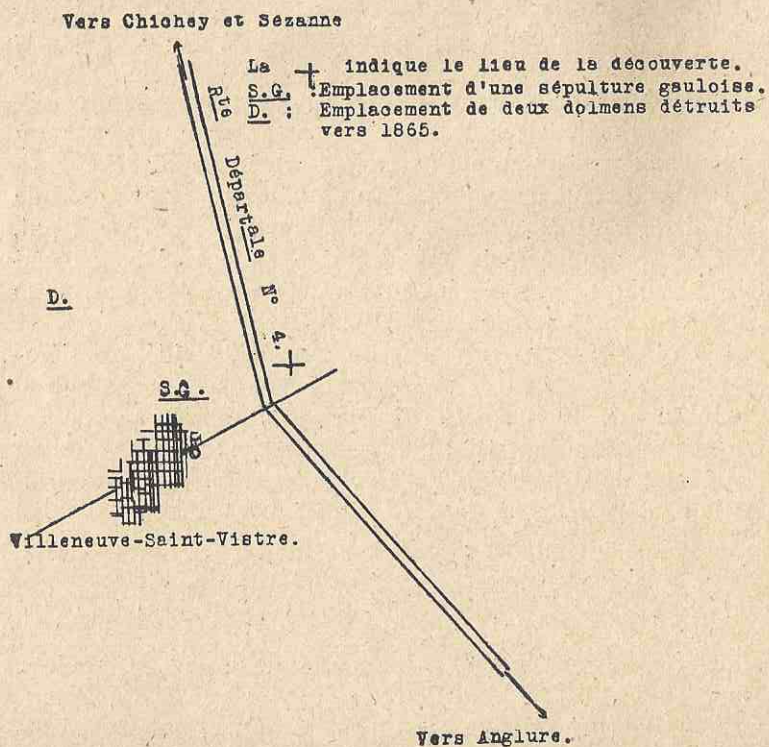 Vers Chichey et Sézanne
La + indique le lieu de la découverte.
S.G. :Emplacement d'une sépulture gauloise.
D. : Emplacement de deux dolmens détruits
vers 1865.
Rte Départale N° 4.
D.
S.G.
Villeneuve-Saint-Vistre.
Vers Anglure.